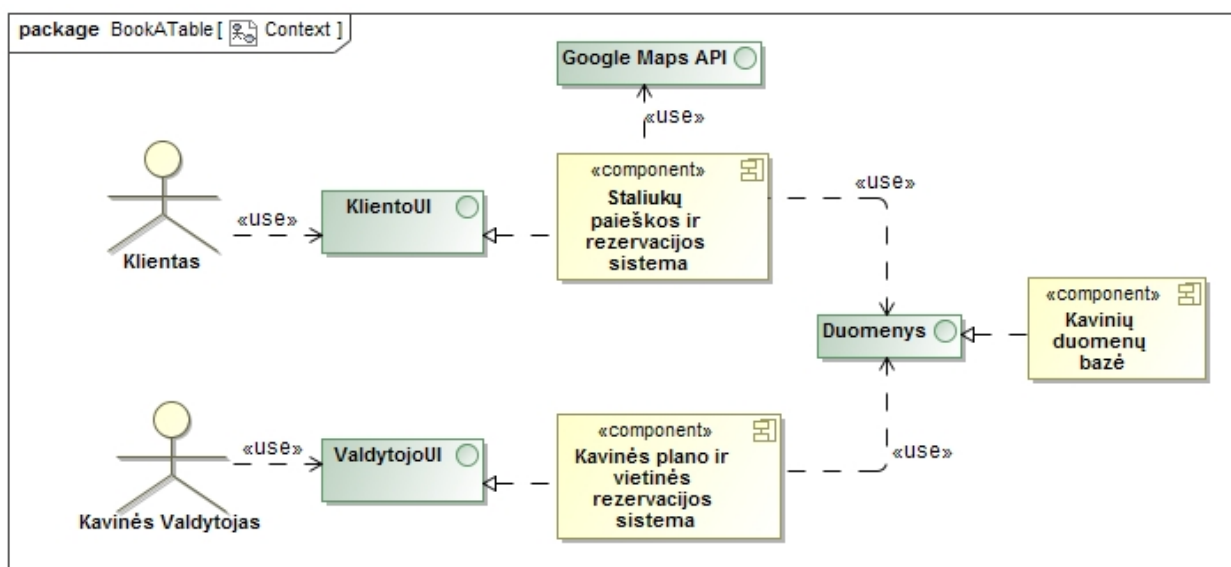 package BookATable [ Context ]
Google Maps API
«use»
«component»
Staliukų
paieškos ir
rezervacijos
sistema
«use»
KlientoUI
«use»
Klientas
«component»
Kavinių
duomenų
bazė
Duomenys
«component»
Kavinės plano ir
vietinės
rezervacijos
sistema
«use»
ValdytojoUI
«use»
Kavinės Valdytojas